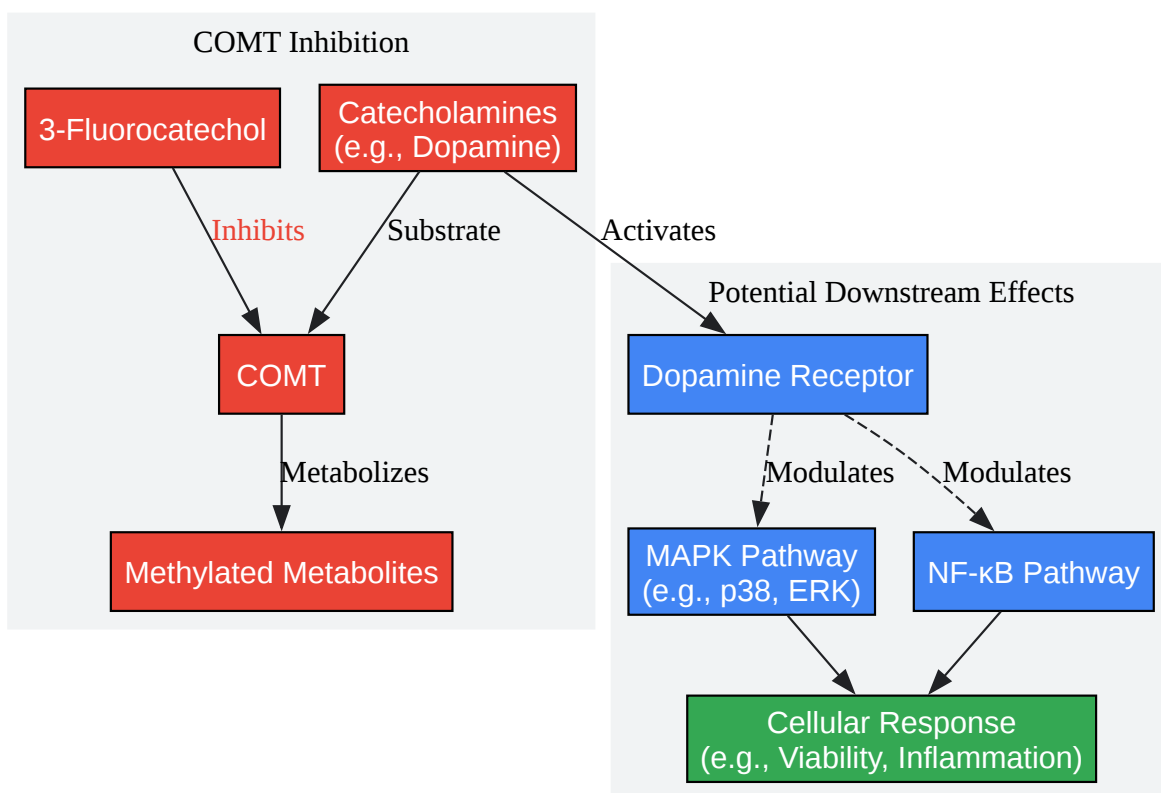 COMT Inhibition
3-Fluorocatechol
Catecholamines
(e.g., Dopamine)
Inhibits
Substrate
Activates
Potential Downstream Effects
COMT
Dopamine Receptor
Metabolizes
Modulates
Modulates
Methylated Metabolites
MAPK Pathway
(e.g., p38, ERK)
NF-κB Pathway
Cellular Response
(e.g., Viability, Inflammation)